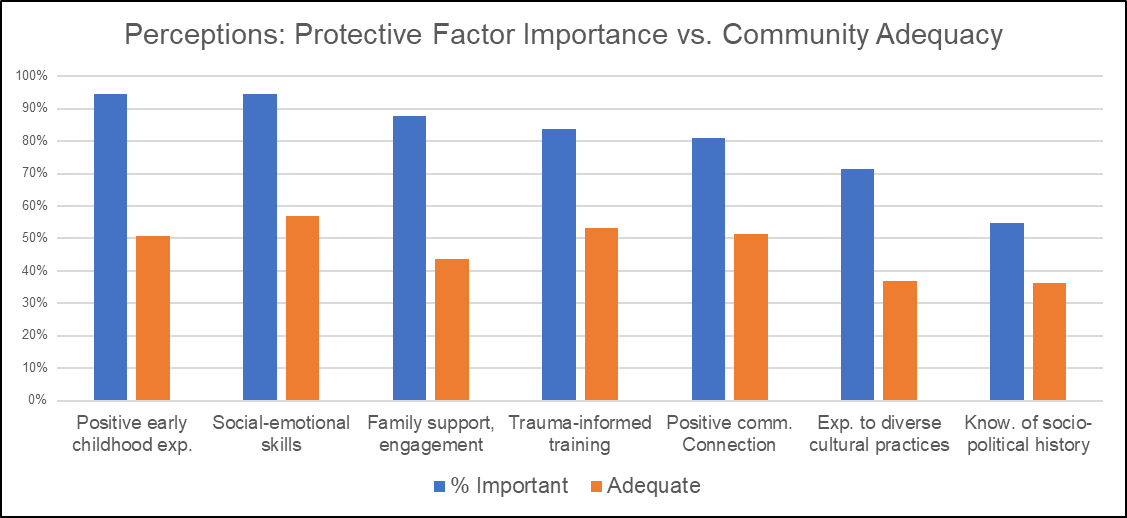 Perceptions: Protective Factor Importance vs. Community Adequacy
100%
90%
80%
70%
60%
50%
40%
30%
20%
10%
0%
Positive early childhood exp.
Social-emotional skills
Family support, engagement
Trauma-informed training
Positive comm. Connection
Exp. to diverse cultural practices
Know. of socio-political history
% Important
Adequate